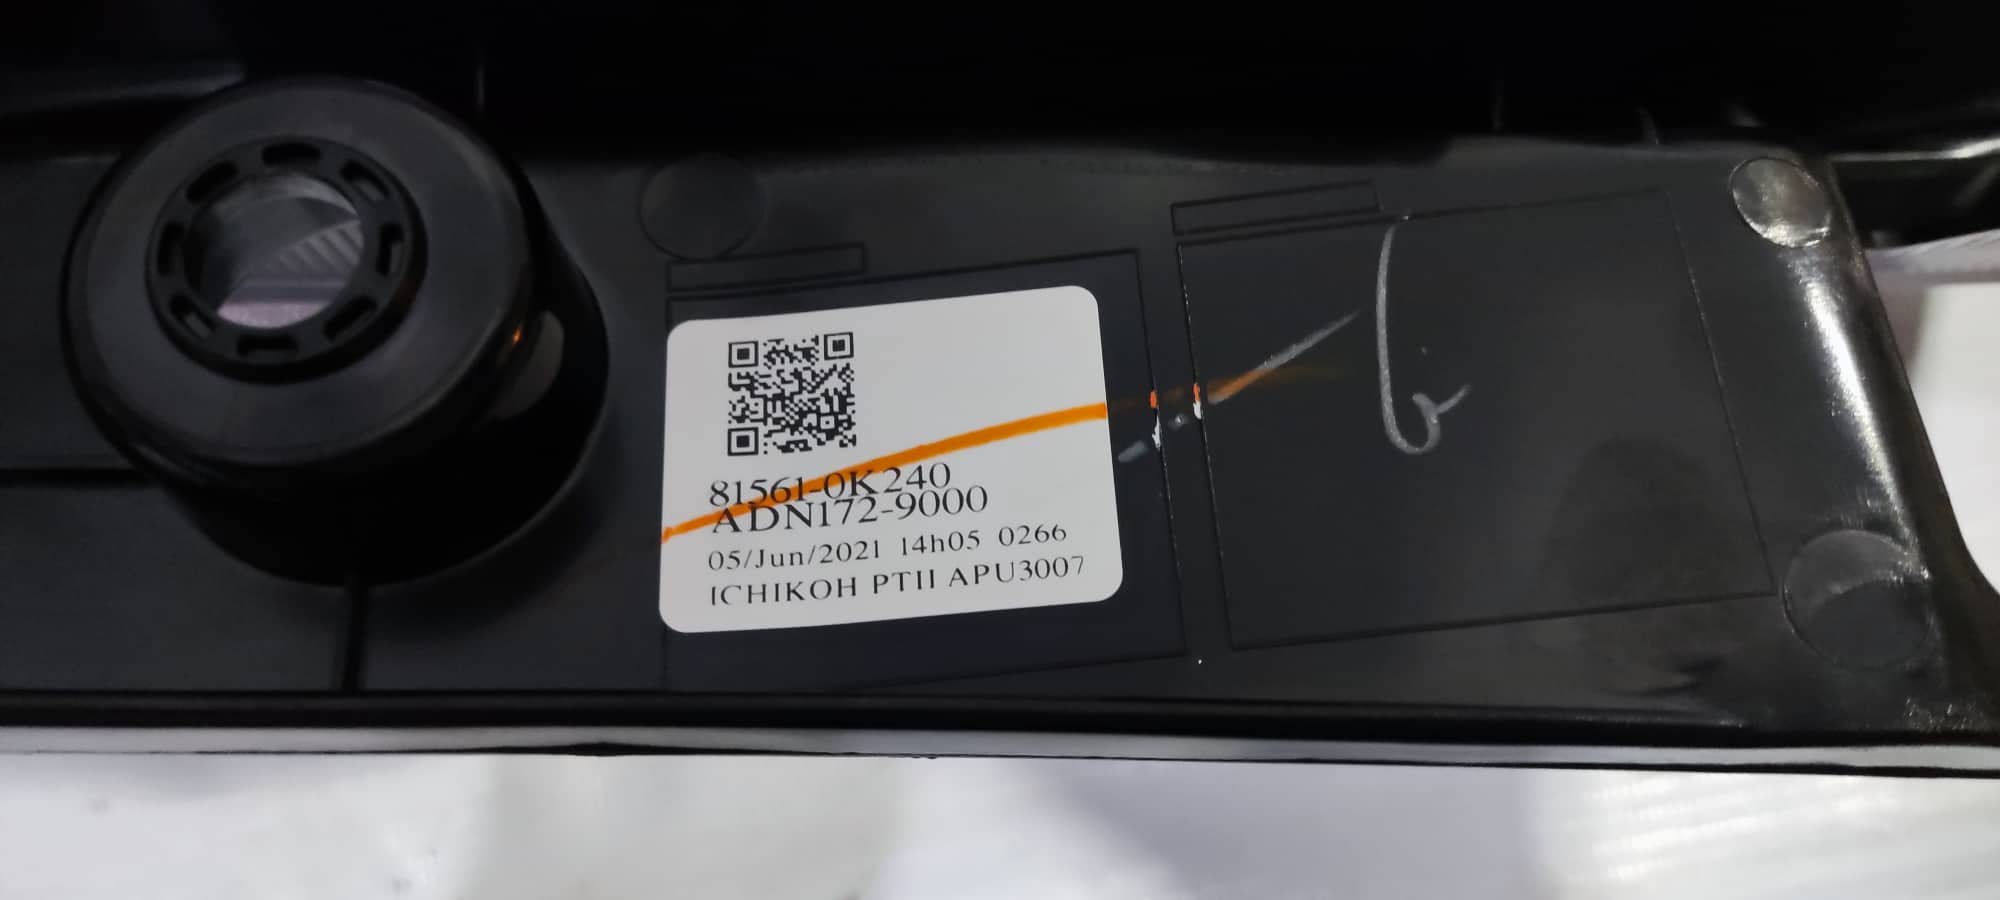 81561-0K240
ADN172-9000
05/Jun/2021 14h05 0266
ICHIKOH PTII APU3007